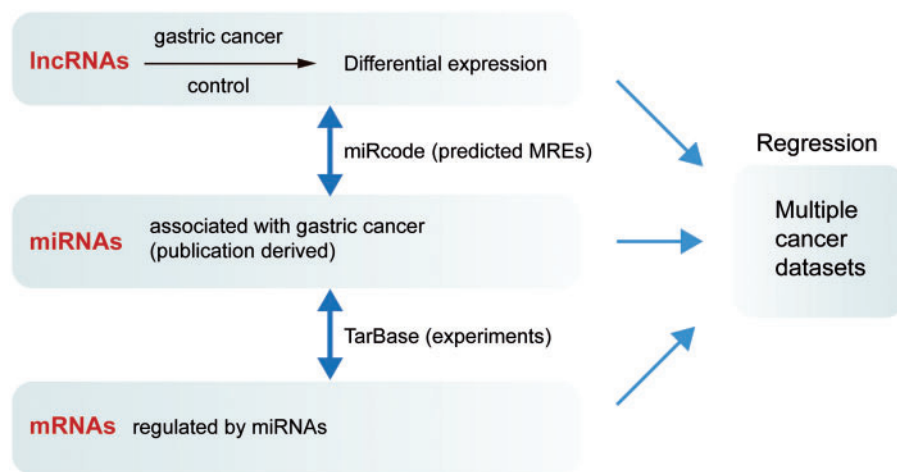 gastric cancer
lncRNAs
Differential expression
control
miRcode (predicted MREs)
Regression
miRNAs
associated with gastric cancer
(publication derived)
Multiple
cancer
datasets
TarBase (experiments)
mRNAs
regulated by miRNAs